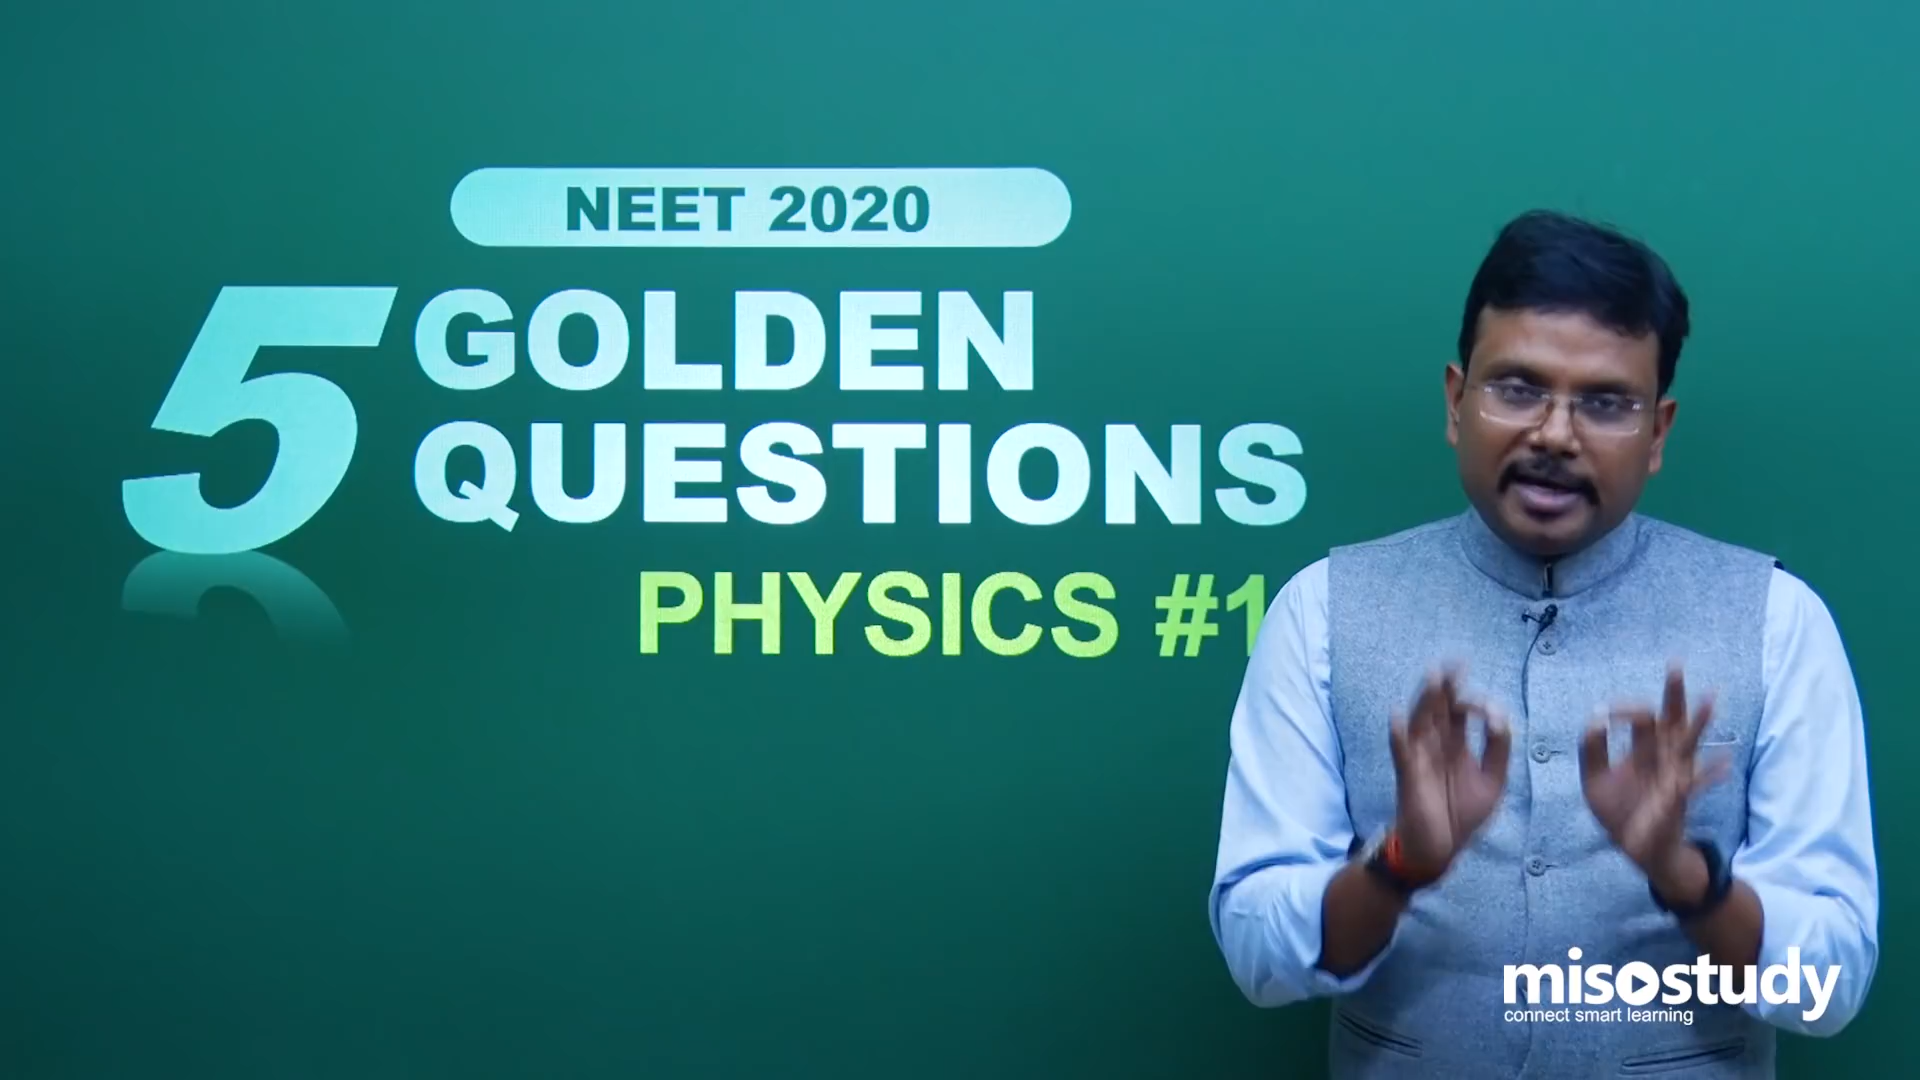 NEET 2020
5 GOLDEN
QUESTIONS
PHYSICS #1
misostudy
connect smart learning